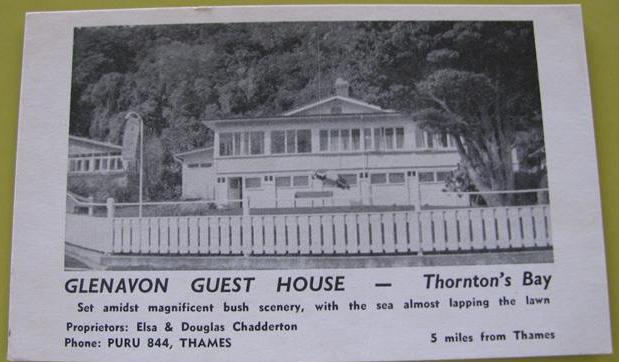 GLENAVON GUEST HOUSE — Thornton's Bay
Set amidst magnificent bush scenery, with the sea almost lapping the lawn
Proprietors: Elsa & Douglas Chadderton
Phone: PURU 844, THAMES
5 miles from Thames